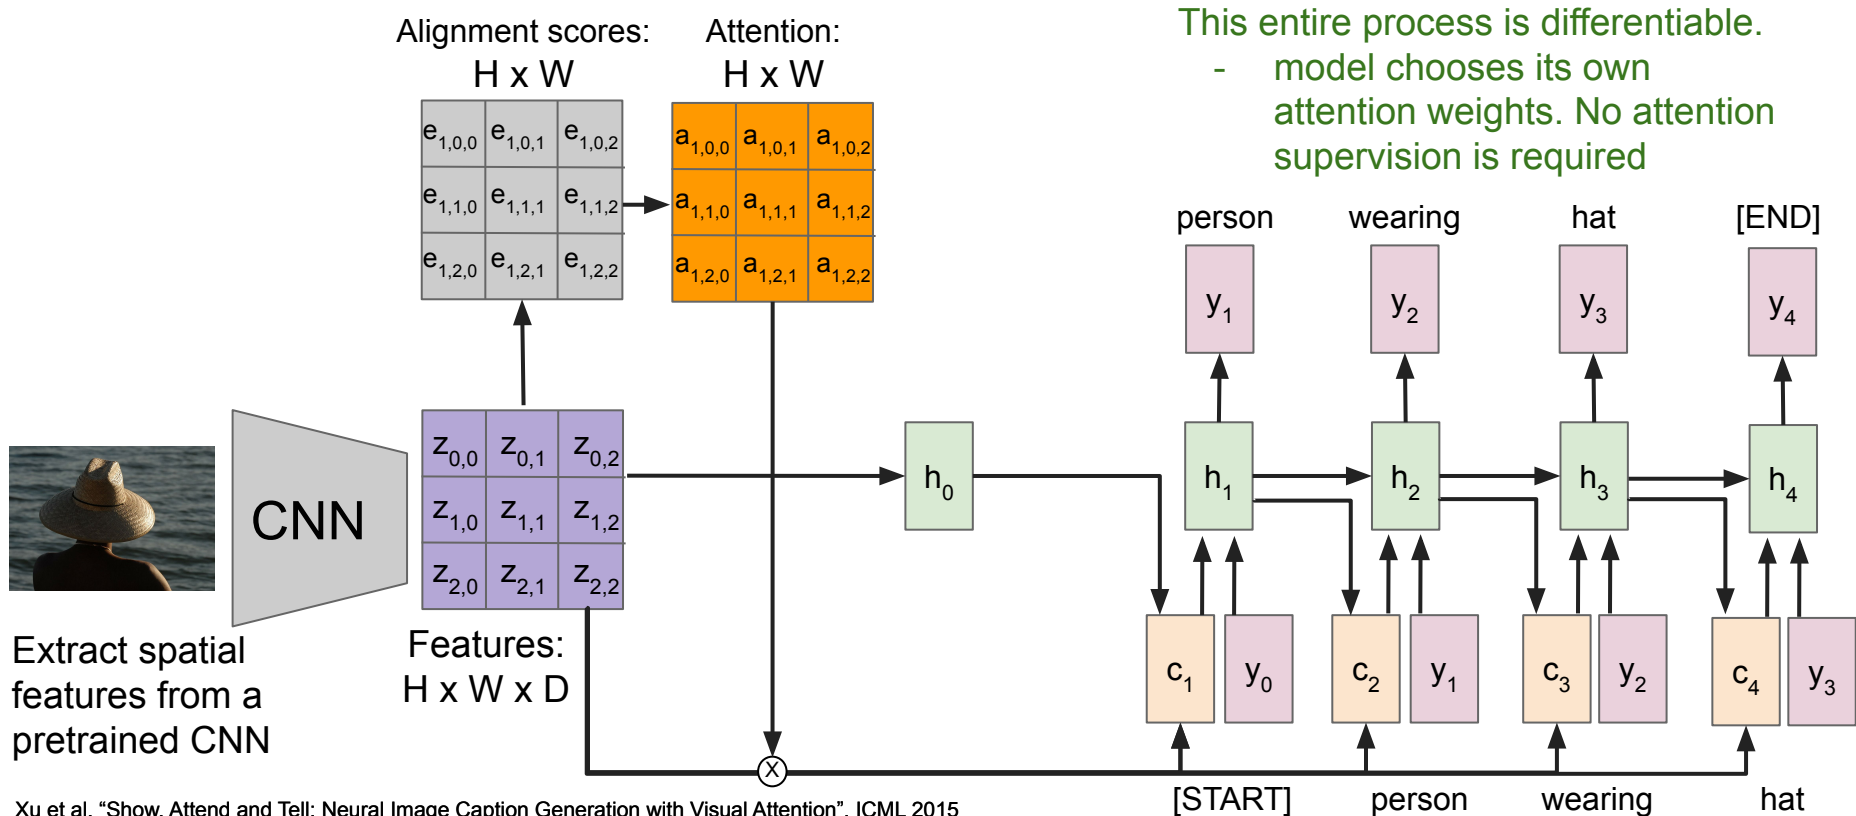 Alignment scores:
H x W
Attention:
H x W
This entire process is differentiable.
- model chooses its own
attention weights. No attention
supervision is required
e1,0,0 e1,0,1 e1,0,2
e1,1,0 e1,1,1 e1,1,2
e1,2,0 e1,2,1 e1,2,2
a1,0,0 a1,0,1 a1,0,2
a1,1,0 a1,1,1 a1,1,2
a1,2,0 a1,2,1 a1,2,2
person wearing hat [END]
y1 y2 y3 y4
CNN
z0,0 z0,1 z0,2
z1,0 z1,1 z1,2
z2,0 z2,1 z2,2
h0 h1 h2 h3 h4
Extract spatial
features from a
pretrained CNN
Features:
H x W x D
c1 y0 c2 y1 c3 y2 c4 y3
X
[START] person wearing hat
Xu et al, “Show, Attend and Tell: Neural Image Caption Generation with Visual Attention”, ICML 2015